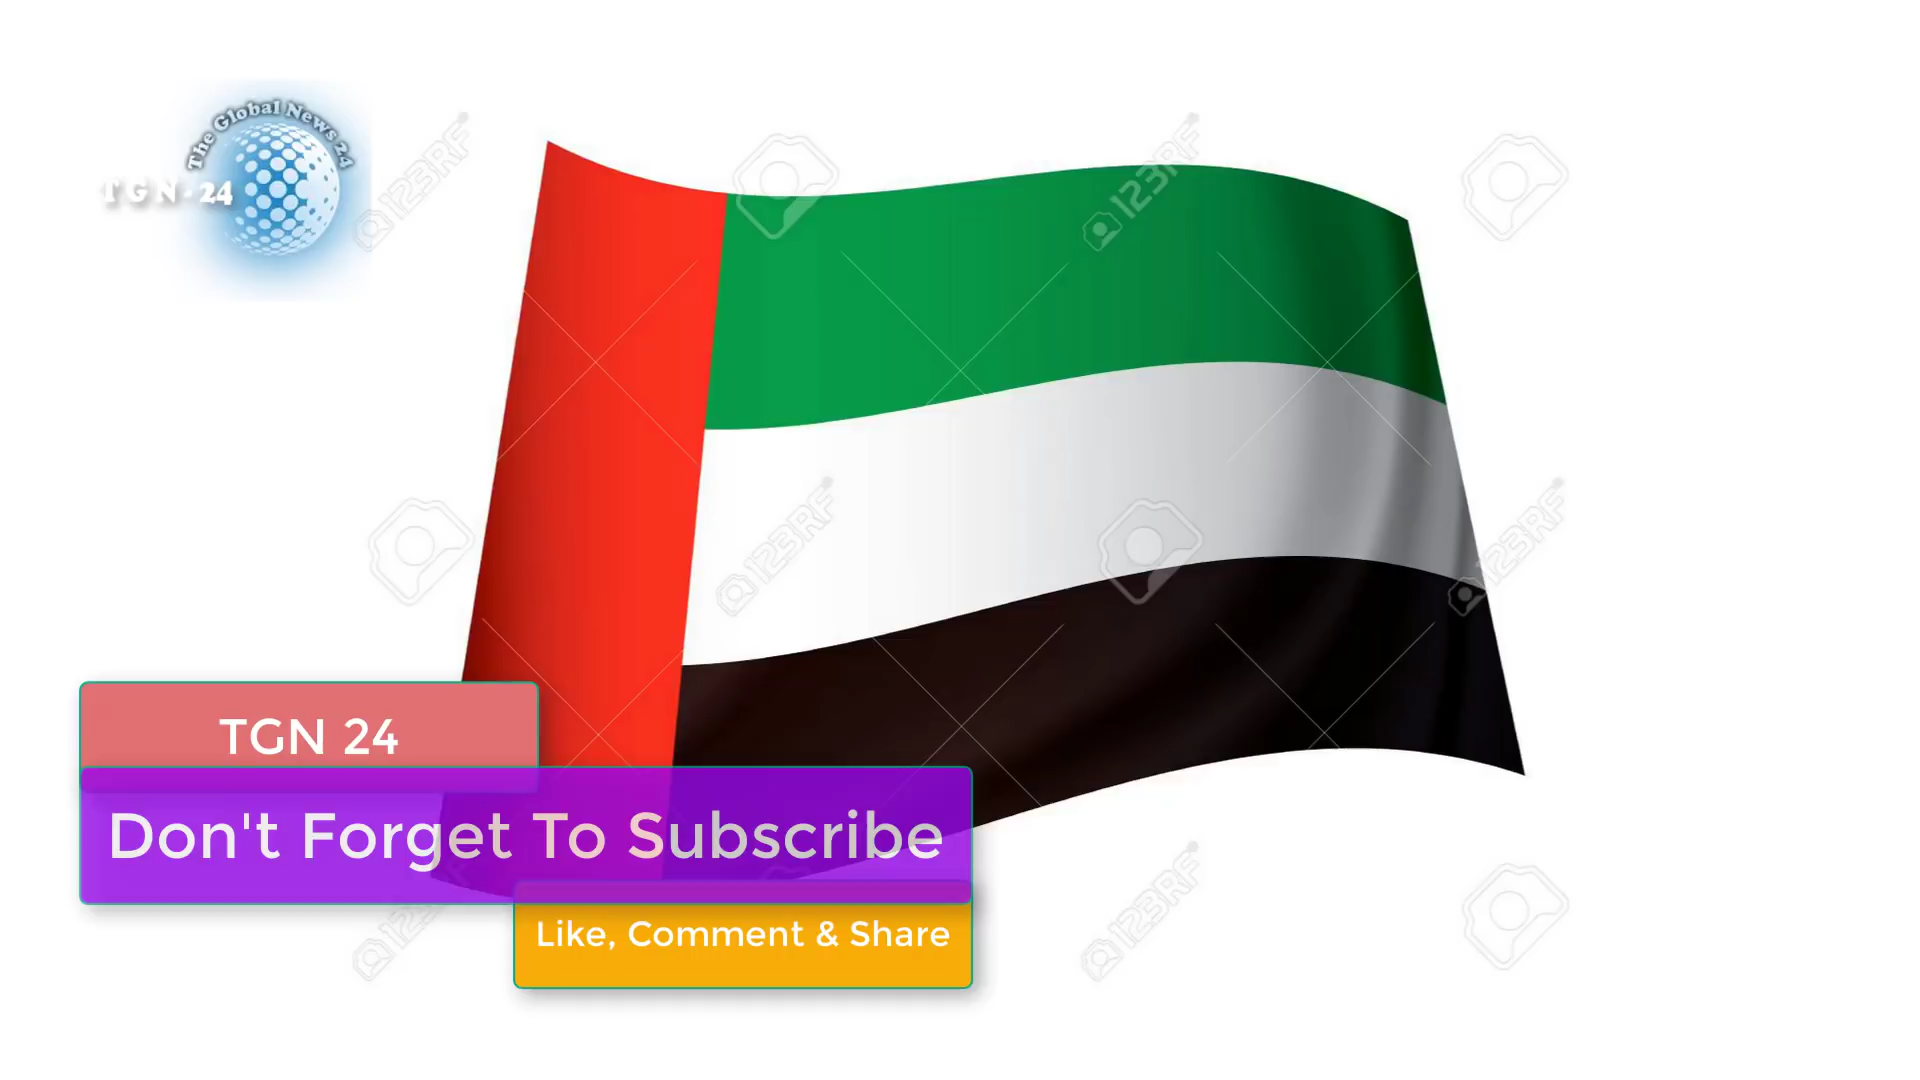 The Global News 24
TGN-24
123RF
123RF
123RF
123RF
TGN 24
Don't Forget To Subscribe
Like, Comment & Share
123RF
123RF